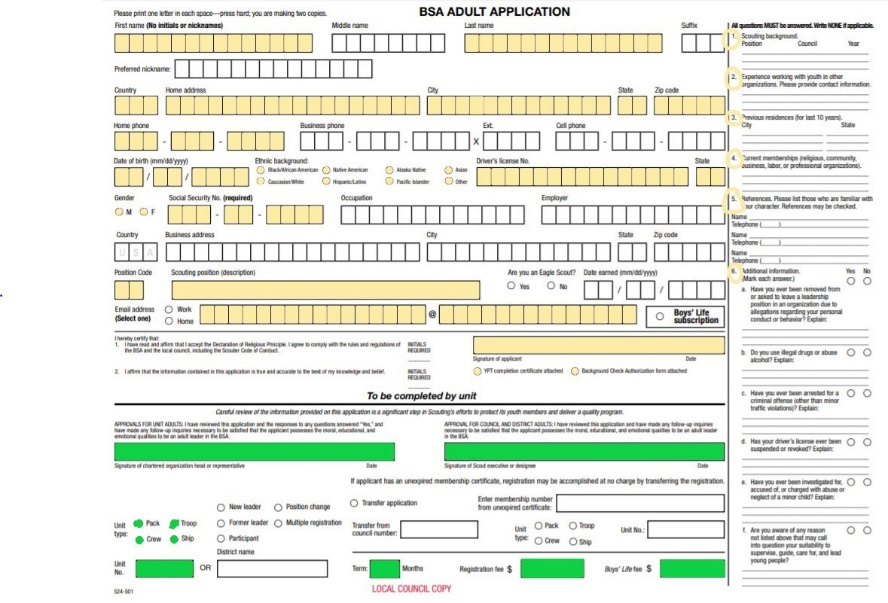 Please print one letter in each space—press hard; you are making two copies.
BSA ADULT APPLICATION
First name (No initials or nicknames) Middle name Last name Suffix
Preferred nickname:
Country Home address City State Zip code
Home phone Business phone Ext. Cell phone
- - - - X - -
Date of birth (mm/dd/yyyy) Ethnic background: Driver's license No. State
/ / Black/African American Native American Alaska Native Asian
Caucasian/White Hispanic/Latino Pacific Islander Other
Gender Social Security No. (required) Occupation Employer
M F - -
Country Business address City State Zip code
U S A
Position Code Scouting position (description) Are you an Eagle Scout? Date earned (mm/dd/yyyy)
Yes No / /
Email address Work
(Select one) Home @ Boys' Life
subscription
I hereby certify that:
1. I have read and affirm that I accept the Declaration of Religious Principle. I agree to comply with the rules and regulations of INITIALS
the BSA and the local council, including the Scouter Code of Conduct. REQUIRED
Signature of applicant Date
2. I affirm that the information contained in this application is true and accurate to the best of my knowledge and belief. INITIALS
REQUIRED
YPT completion certificate attached Background Check Authorization form attached
To be completed by unit
Careful review of the information provided on this application is a significant step in Scouting's efforts to protect its youth members and deliver a quality program.
APPROVALS FOR UNIT ADULTS: I have reviewed this application and the responses to any questions answered "Yes," and
have made any follow-up inquiries necessary to be satisfied that the applicant possesses the moral, educational, and
emotional qualities to be an adult leader in the BSA.
Signature of chartered organization head or representative Date
APPROVAL FOR COUNCIL AND DISTRICT ADULTS: I have reviewed this application and have made any follow-up inquiries
necessary to be satisfied that the applicant possesses the moral, educational, and emotional qualities to be an adult leader
in the BSA.
Signature of Scout executive or designee Date
If applicant has an unexpired membership certificate, registration may be accomplished at no charge by transferring the registration.
Unit
type:
Pack Troop
Crew Ship
New leader Position change
Former leader Multiple registration
Participant
Transfer application Enter membership number
from unexpired certificate:
Transfer from
council number:
Unit
type:
Pack Troop
Crew Ship
Unit No.:
District name
Unit
No. OR
Term: Months Registration fee $ Boys' Life fee $
524-501
LOCAL COUNCIL COPY
All questions MUST be answered. Write NONE if applicable.
1. Scouting background.
Position Council Year
2. Experience working with youth in other
organizations. Please provide contact information.
3. Previous residences (for last 10 years).
City State
4. Current memberships (religious, community,
business, labor, or professional organizations).
5. References. Please list those who are familiar with
your character. References may be checked.
Name
Telephone ( )
Name
Telephone ( )
Name
Telephone ( )
6. Additional information. Yes No
(Mark each answer.)
a. Have you ever been removed from
or asked to leave a leadership
position in an organization due to
allegations regarding your personal
conduct or behavior? Explain:
b. Do you use illegal drugs or abuse
alcohol? Explain:
c. Have you ever been arrested for a
criminal offense (other than minor
traffic violations)? Explain:
d. Has your driver's license ever been
suspended or revoked? Explain:
e. Have you ever been investigated for,
accused of, or charged with abuse or
neglect of a minor child? Explain:
f. Are you aware of any reason
not listed above that may call
into question your suitability to
supervise, guide, care for, and lead
young people?